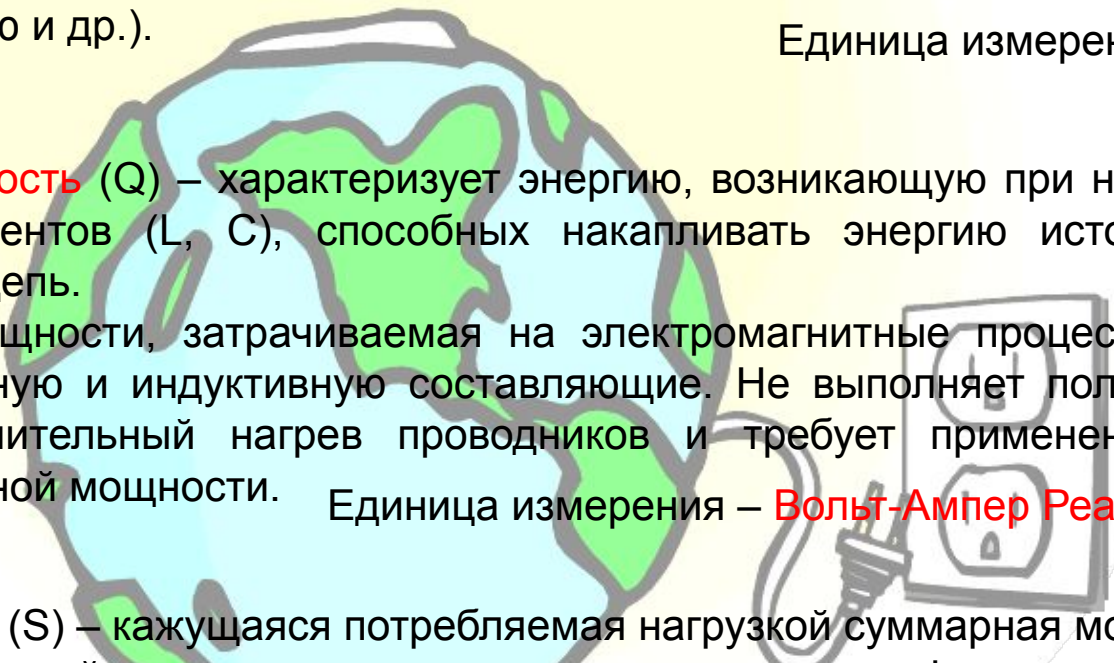 ю и др.).
Единица измерен
ость (Q) – характеризует энергию, возникающую при н
ентов (L, C), способных накапливать энергию исто
цепь.
щности, затрачиваемая на электромагнитные процес
ную и индуктивную составляющие. Не выполняет пол
нительный нагрев проводников и требует применен
ной мощности.
Единица измерения – Вольт-Ампер Реа
(S) – кажущаяся потребляемая нагрузкой суммарная мо